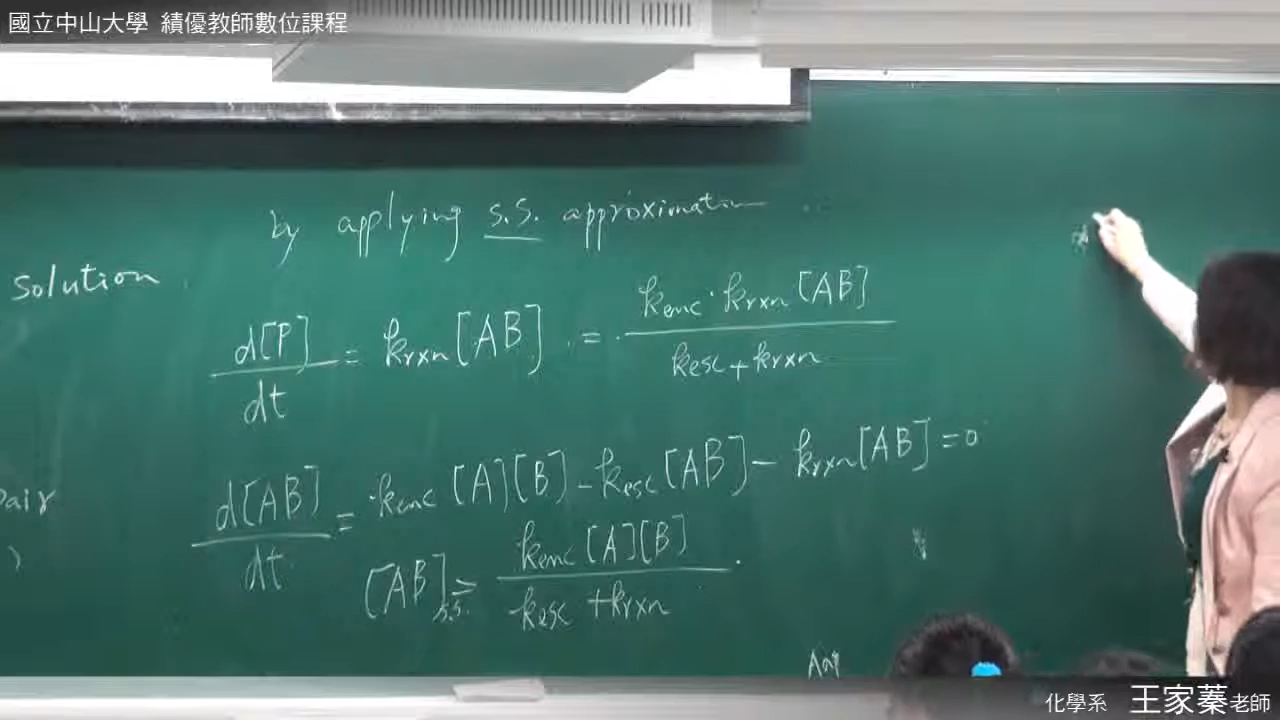 國立中山大學 績優教師數位課程
by applying s.s. approximation ...
solution
d[P]/dt = krxn[AB] = kenc·krxn[AB]/kesc+krxn
d[AB]/dt = kenc[A][B] - kesc[AB] - krxn[AB] = 0
pair
)
[AB]s.s. = kenc[A][B]/kesc+krxn
化學系 王家蓁老師